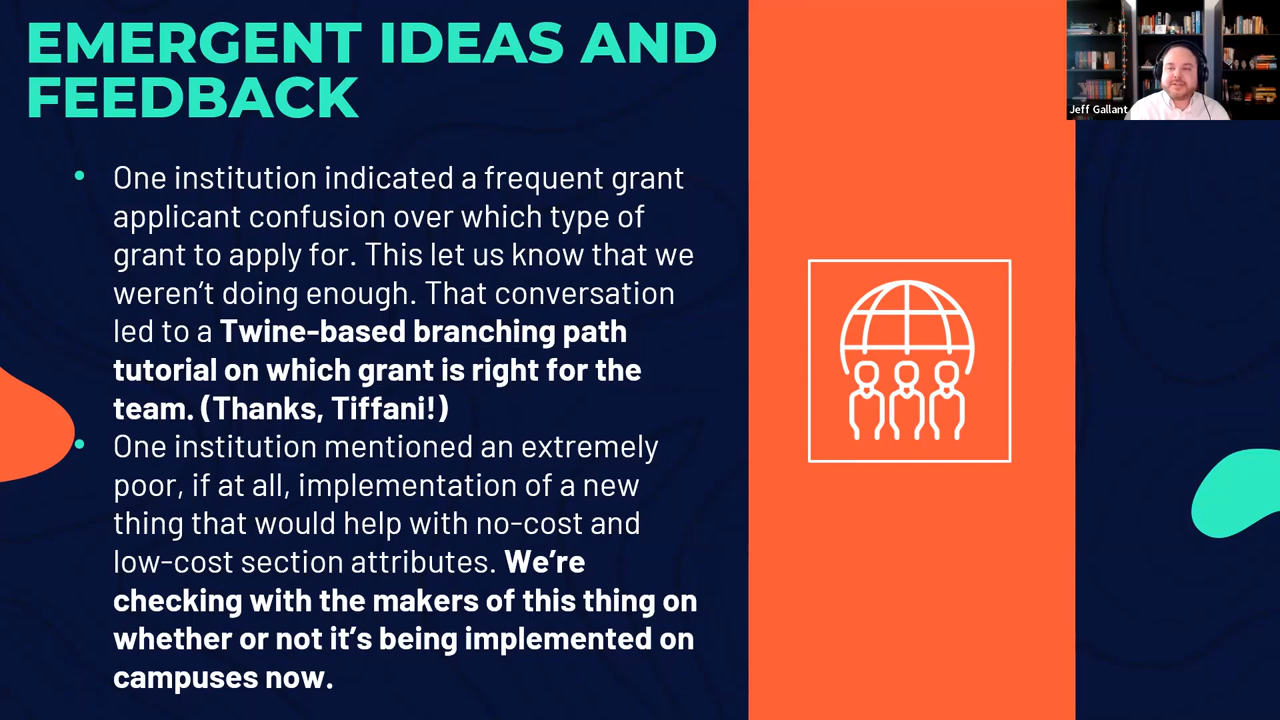 EMERGENT IDEAS AND
FEEDBACK
Jeff Gallant
• One institution indicated a frequent grant
applicant confusion over which type of
grant to apply for. This let us know that we
weren’t doing enough. That conversation
led to a Twine-based branching path
tutorial on which grant is right for the
team. (Thanks, Tiffani!)
• One institution mentioned an extremely
poor, if at all, implementation of a new
thing that would help with no-cost and
low-cost section attributes. We’re
checking with the makers of this thing on
whether or not it’s being implemented on
campuses now.